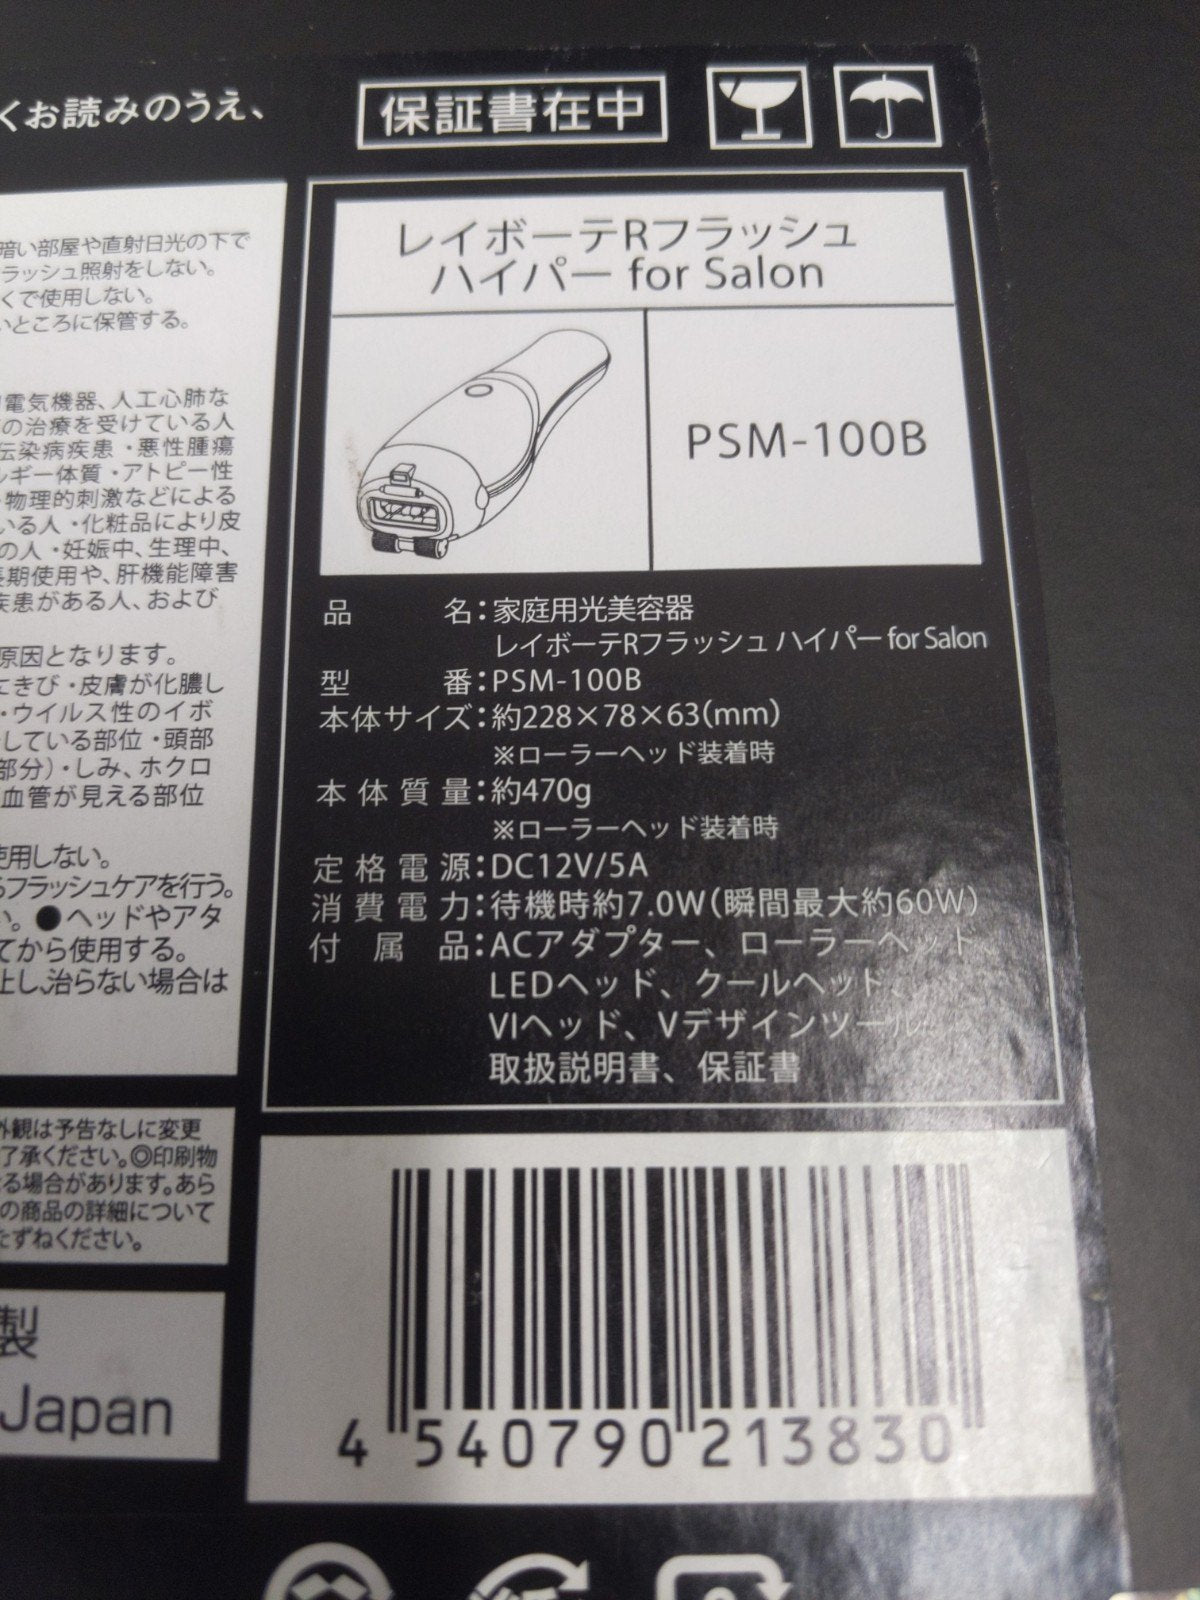 くお読みのうえ、
保証書在中
暗い部屋や直射日光の下で
ラッシュ照射をしない。
くで使用しない。
いところに保管する。
電気機器、人工心肺な
の治療を受けている人
伝染病疾患・悪性腫瘍
ルギー体質・アトピー性
・物理的刺激などによる
いる人・化粧品により皮
の人・妊娠中、生理中、
長期使用や、肝機能障害
疾患がある人、および
原因となります。
にきび・皮膚が化膿し
・ウイルス性のイボ
している部位・頭部
部分)・しみ、ホクロ
血管が見える部位
使用しない。
るフラッシュケアを行う。
い。●ヘッドやアタ
てから使用する。
止し、治らない場合は
外観は予告なしに変更
了承ください。◎印刷物
る場合があります。あら
の商品の詳細について
たずねください。
製
Japan
レイボーテRフラッシュ
ハイパー for Salon
PSM-100B
品名:家庭用光美容器
レイボーテRフラッシュ ハイパー for Salon
型番:PSM-100B
本体サイズ:約228×78×63(mm)
※ローラーヘッド装着時
本体質量:約470g
※ローラーヘッド装着時
定格電源:DC12V/5A
消費電力:待機時約7.0W(瞬間最大約60W)
付属品:ACアダプター、ローラーヘッド
LEDヘッド、クールヘッド、
VIヘッド、Vデザインツール
取扱説明書、保証書
4 540790 213830